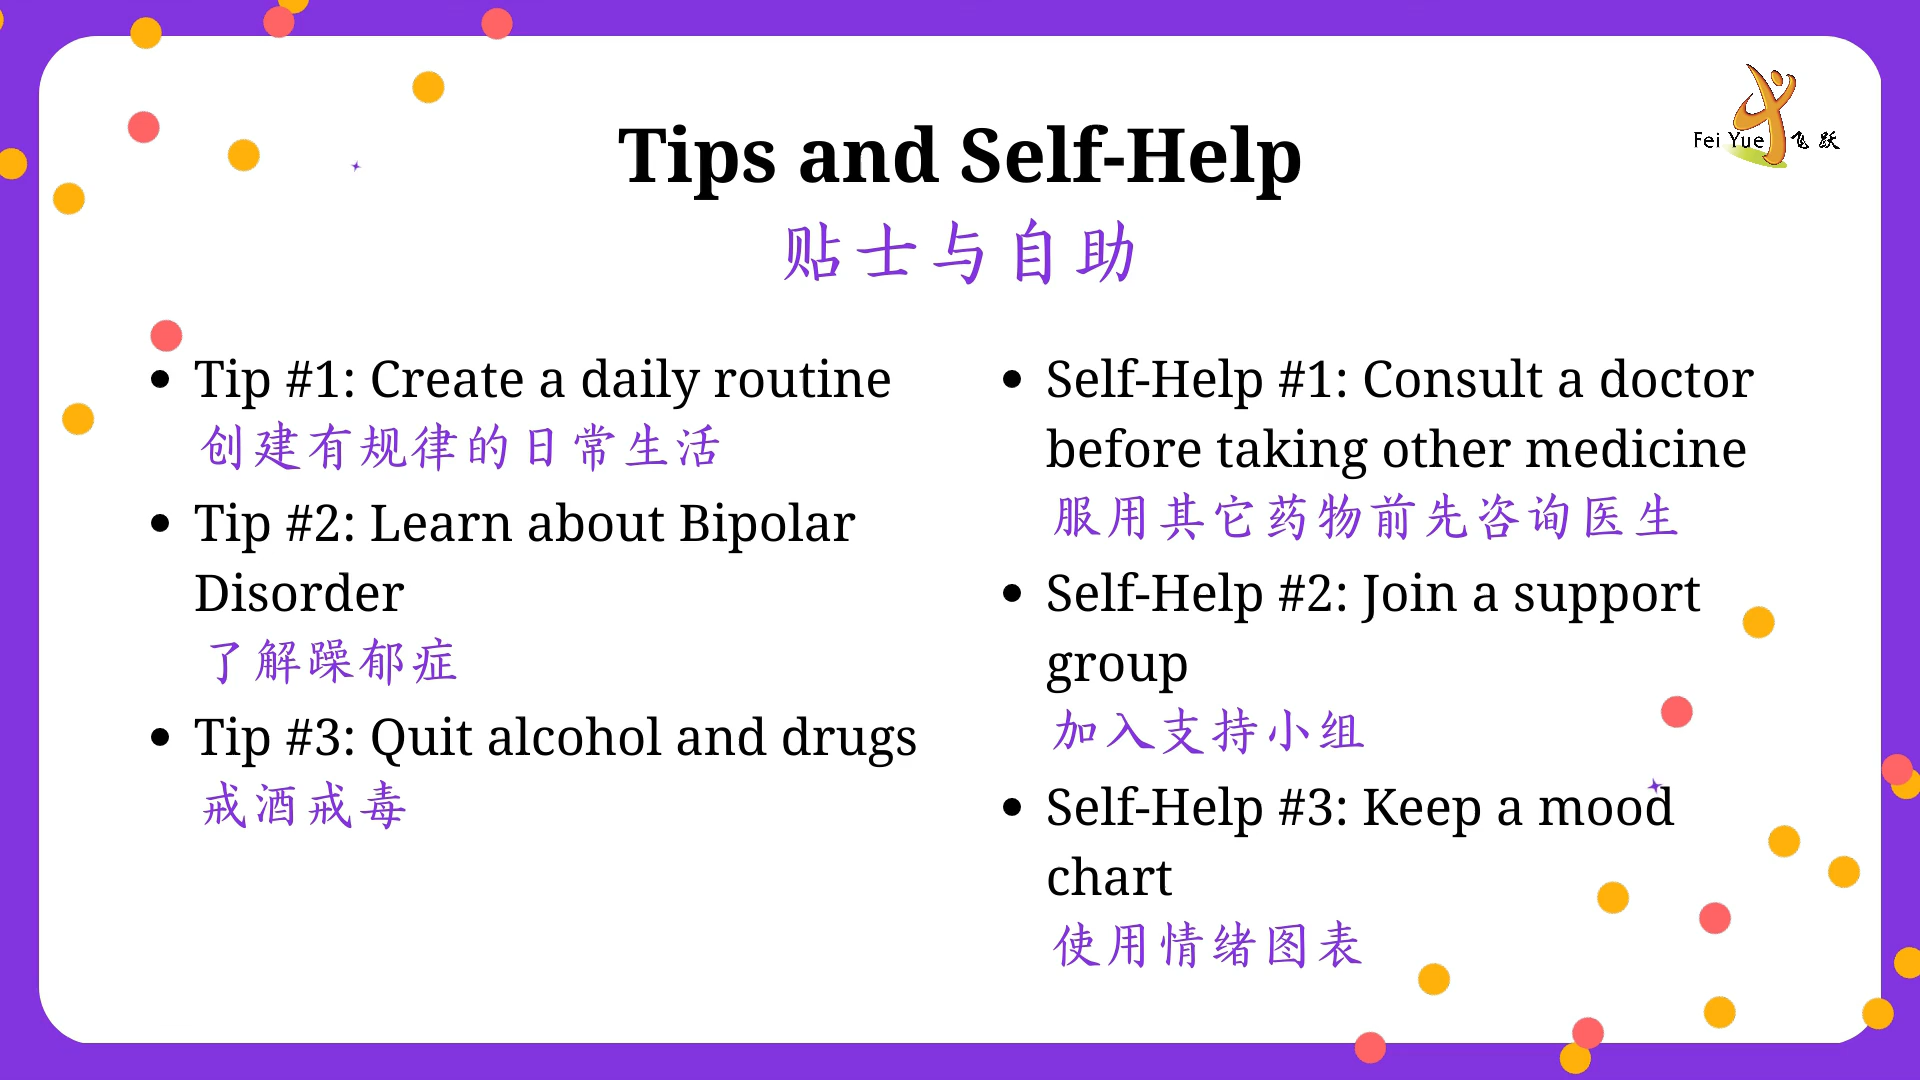 Fei Yue 飞跃
Tips and Self-Help
贴士与自助
• Tip #1: Create a daily routine
创建有规律的日常生活
• Tip #2: Learn about Bipolar
Disorder
了解躁郁症
• Tip #3: Quit alcohol and drugs
戒酒戒毒
• Self-Help #1: Consult a doctor
before taking other medicine
服用其它药物前先咨询医生
• Self-Help #2: Join a support
group
加入支持小组
• Self-Help #3: Keep a mood
chart
使用情绪图表